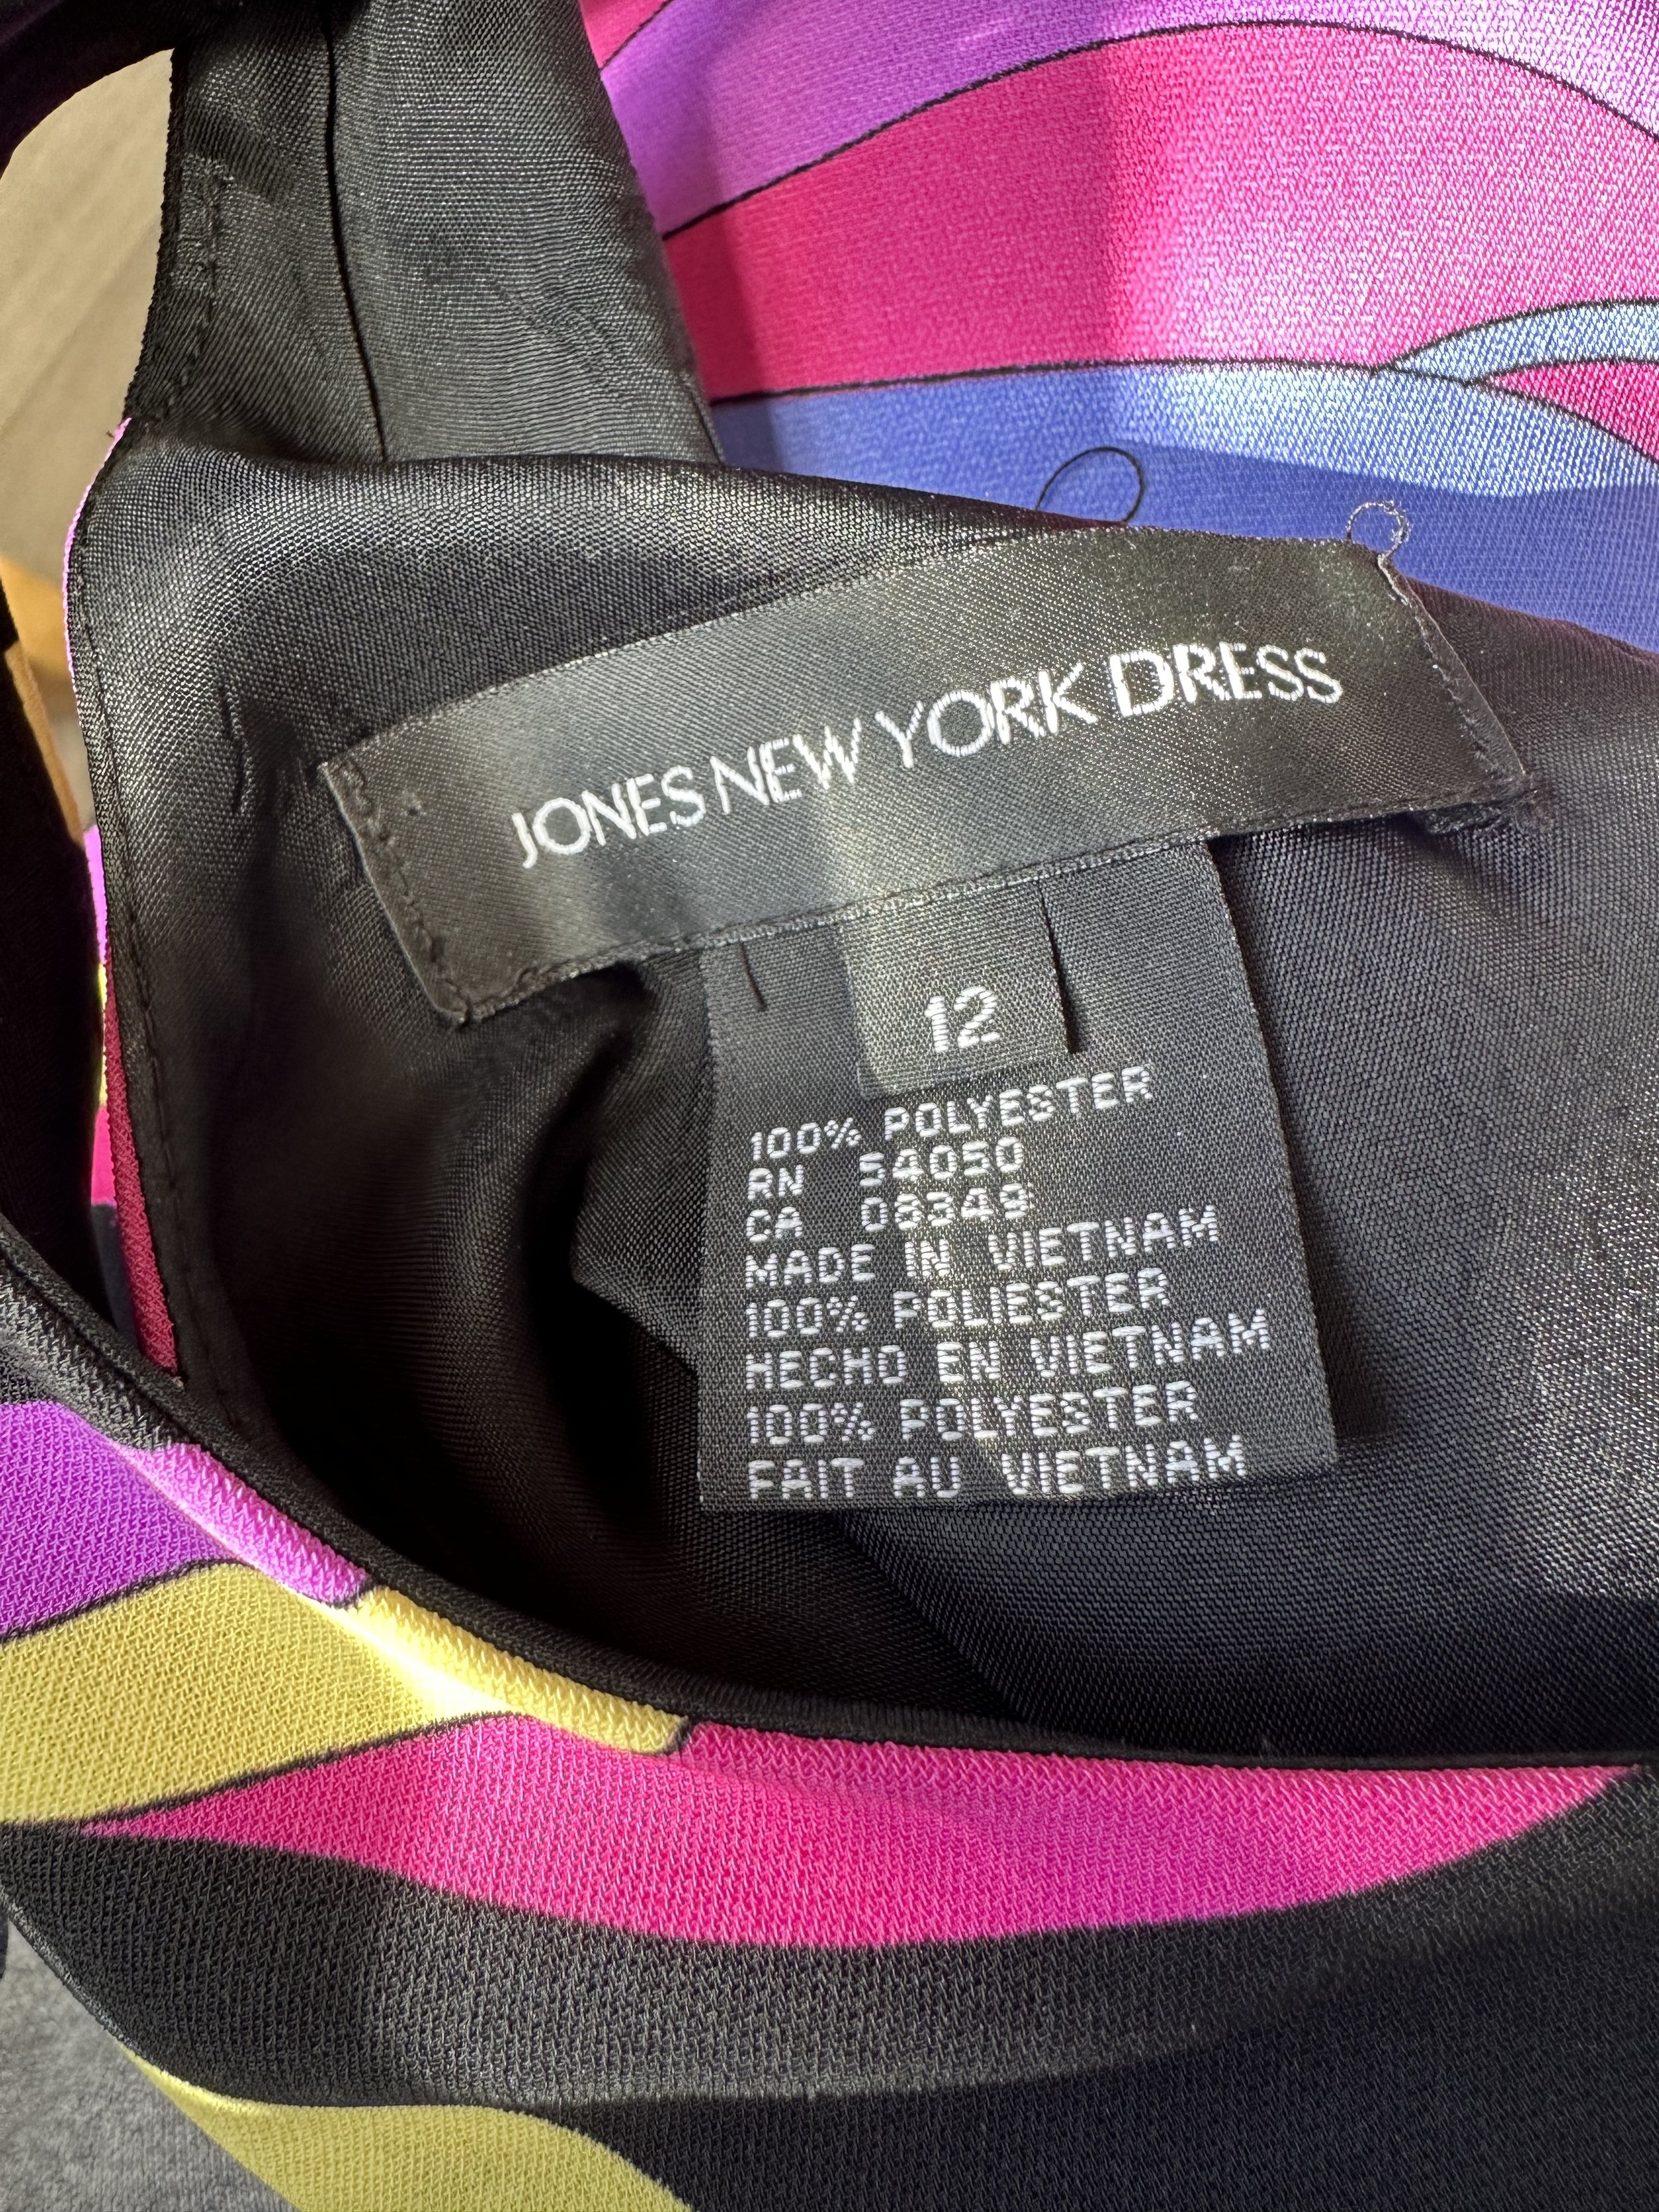 JONES NEW YORK DRESS
12
100% POLYESTER
RN 54050
CA 08349
MADE IN VIETNAM
100% POLIESTER
HECHO EN VIETNAM
100% POLYESTER
FAIT AU VIETNAM